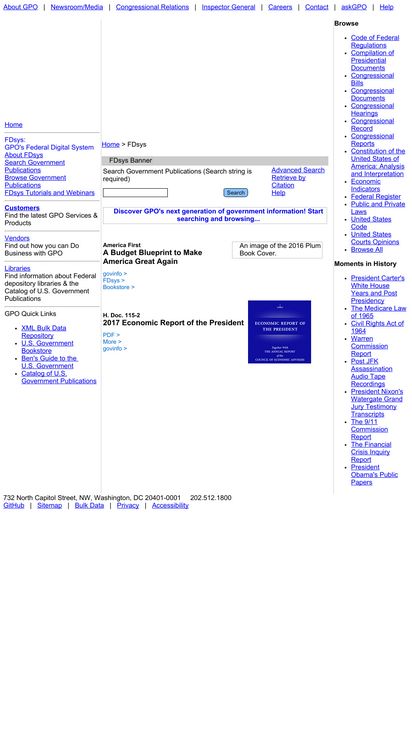 About GPO | Newsroom/Media | Congressional Relations | Inspector General | Careers | Contact | askGPO | Help
Home
FDsys:
GPO's Federal Digital System
About FDsys
Search Government
Publications
Browse Government
Publications
FDsys Tutorials and Webinars
Customers
Find the latest GPO Services &
Products
Vendors
Find out how you can Do
Business with GPO
Libraries
Find information about Federal
depository libraries & the
Catalog of U.S. Government
Publications
GPO Quick Links
XML Bulk Data
Repository
U.S. Government
Bookstore
Ben's Guide to the
U.S. Government
Catalog of U.S.
Government Publications
Home > FDsys
FDsys Banner
Search Government Publications (Search string is
required)
Search
Advanced Search
Retrieve by
Citation
Help
Discover GPO's next generation of government information! Start
searching and browsing...
America First
A Budget Blueprint to Make
America Great Again
govinfo >
FDsys >
Bookstore >
An image of the 2016 Plum
Book Cover.
H. Doc. 115-2
2017 Economic Report of the President
PDF >
More >
govinfo >
ECONOMIC REPORT OF
THE PRESIDENT
Together With
THE ANNUAL REPORT
of the
COUNCIL OF ECONOMIC ADVISERS
Browse
Code of Federal
Regulations
Compilation of
Presidential
Documents
Congressional
Bills
Congressional
Documents
Congressional
Hearings
Congressional
Record
Congressional
Reports
Constitution of the
United States of
America: Analysis
and Interpretation
Economic
Indicators
Federal Register
Public and Private
Laws
United States
Code
United States
Courts Opinions
Browse All
Moments in History
President Carter's
White House
Years and Post
Presidency
The Medicare Law
of 1965
Civil Rights Act of
1964
Warren
Commission
Report
Post JFK
Assassination
Audio Tape
Recordings
President Nixon's
Watergate Grand
Jury Testimony
Transcripts
The 9/11
Commission
Report
The Financial
Crisis Inquiry
Report
President
Obama's Public
Papers
732 North Capitol Street, NW, Washington, DC 20401-0001 202.512.1800
GitHub | Sitemap | Bulk Data | Privacy | Accessibility